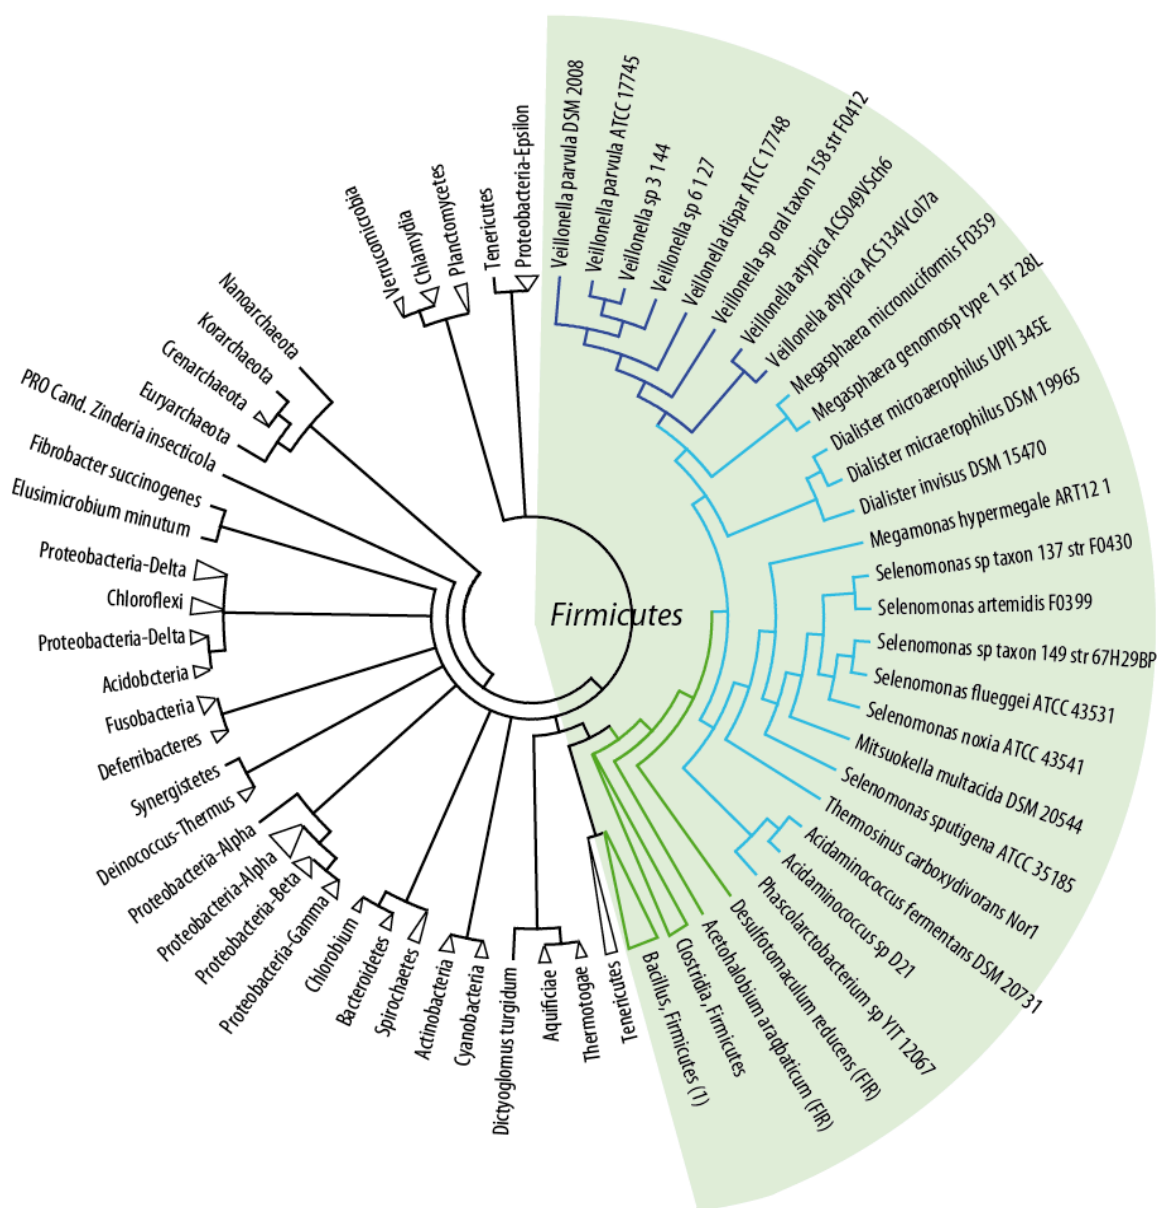 Verrucomicrobia
Chlamydia
Planctomycetes
Tenericutes
Proteobacteria-Epsilon
Veillonella parvula DSM 2008
Veillonella parvula ATCC 17745
Veillonella sp 3 1 44
Veillonella sp 6 1 27
Veillonella dispar ATCC 17748
Veillonella sp oral taxon 158 str F0412
Veillonella atypica ACS049VSch6
Veillonella atypica ACS134VCol7a
Megasphaera micronuciformis F0359
Megasphaera genomosp type 1 str 28L
Dialister microaerophilus UPII 345E
Dialister micraerophilus DSM 19965
Dialister invisus DSM 15470
Megamonas hypermegale ART12 1
Selenomonas sp taxon 137 str F0430
Selenomonas artemidis F0399
Selenomonas sp taxon 149 str 67H29BP
Selenomonas flueggei ATCC 43531
Selenomonas noxia ATCC 43541
Mitsuokella multacida DSM 20544
Selenomonas sputigena ATCC 35185
Thermosinus carboxydivorans Nor1
Acidaminococcus fermentans DSM 20731
Acidaminococcus sp D21
Phascolarctobacterium sp YIT 12067
Desulfotomaculum reducens (FIR)
Acetohalobium araqbaticum (FIR)
Clostridia, Firmicutes
Bacillus, Firmicutes (1)
Tenericutes
Thermotogae
Aquificiae
Dictyoglomus turgidum
Cyanobacteria
Actinobacteria
Spirochaetes
Bacteroidetes
Chlorobium
Proteobacteria-Gamma
Proteobacteria-Beta
Proteobacteria-Alpha
Proteobacteria-Alpha
Deinococcus-Thermus
Synergistetes
Deferribacteres
Fusobacteria
Acidobcteria
Proteobacteria-Delta
Chloroflexi
Proteobacteria-Delta
Elusimicrobium minutum
Fibrobacter succinogenes
PRO Cand. Zinderia insecticola
Euryarchaeota
Crenarchaeota
Korarchaeota
Nanoarchaeota
Firmicutes